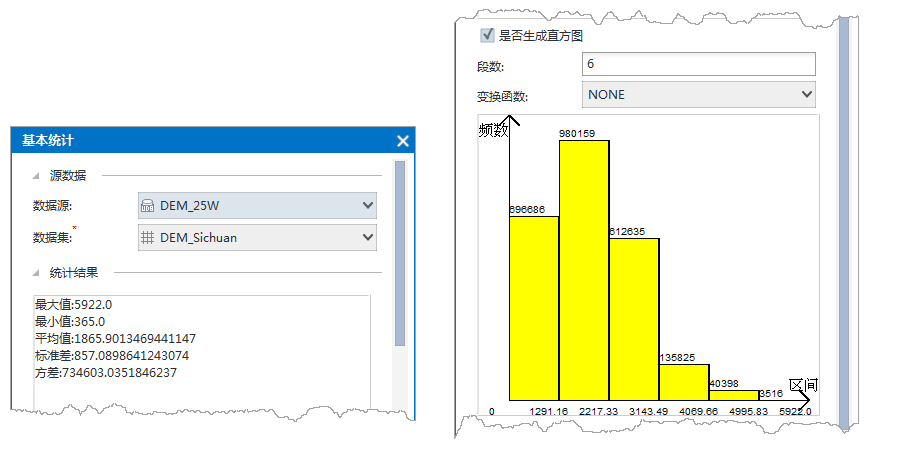 基本统计
源数据
数据源: DEM_25W
数据集:* DEM_Sichuan
统计结果
最大值:5922.0
最小值:365.0
平均值:1865.9013469441147
标准差:857.0898641243074
方差:734603.0351846237
是否生成直方图
段数: 6
变换函数: NONE
频数
980159
696686
612635
135825
40398
3516
区间
0 1291.16 2217.33 3143.49 4069.66 4995.83 5922.0